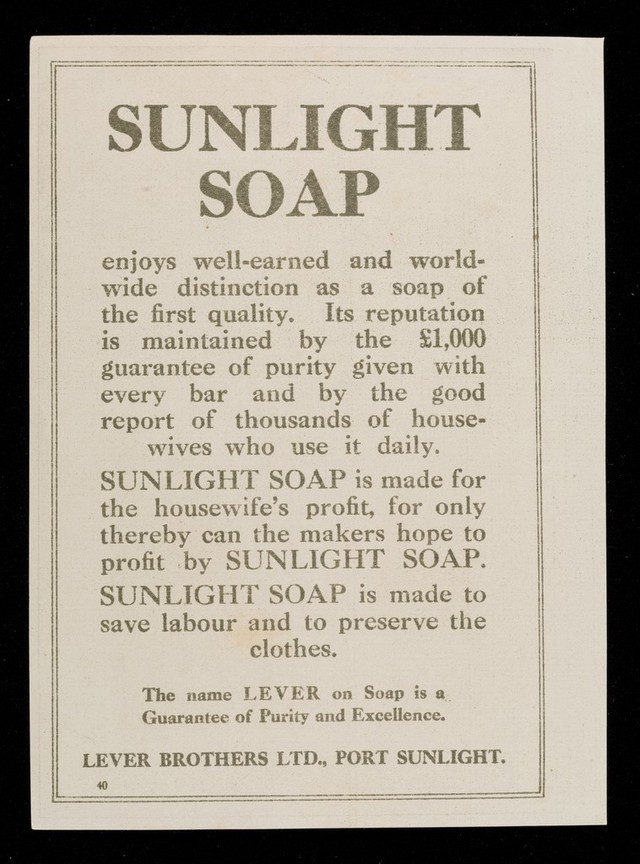 SUNLIGHT
SOAP
enjoys well-earned and world-
wide distinction as a soap of
the first quality. Its reputation
is maintained by the £1,000
guarantee of purity given with
every bar and by the good
report of thousands of house-
wives who use it daily.
SUNLIGHT SOAP is made for
the housewife's profit, for only
thereby can the makers hope to
profit by SUNLIGHT SOAP.
SUNLIGHT SOAP is made to
save labour and to preserve the
clothes.
The name LEVER on Soap is a
Guarantee of Purity and Excellence.
LEVER BROTHERS LTD., PORT SUNLIGHT.
40